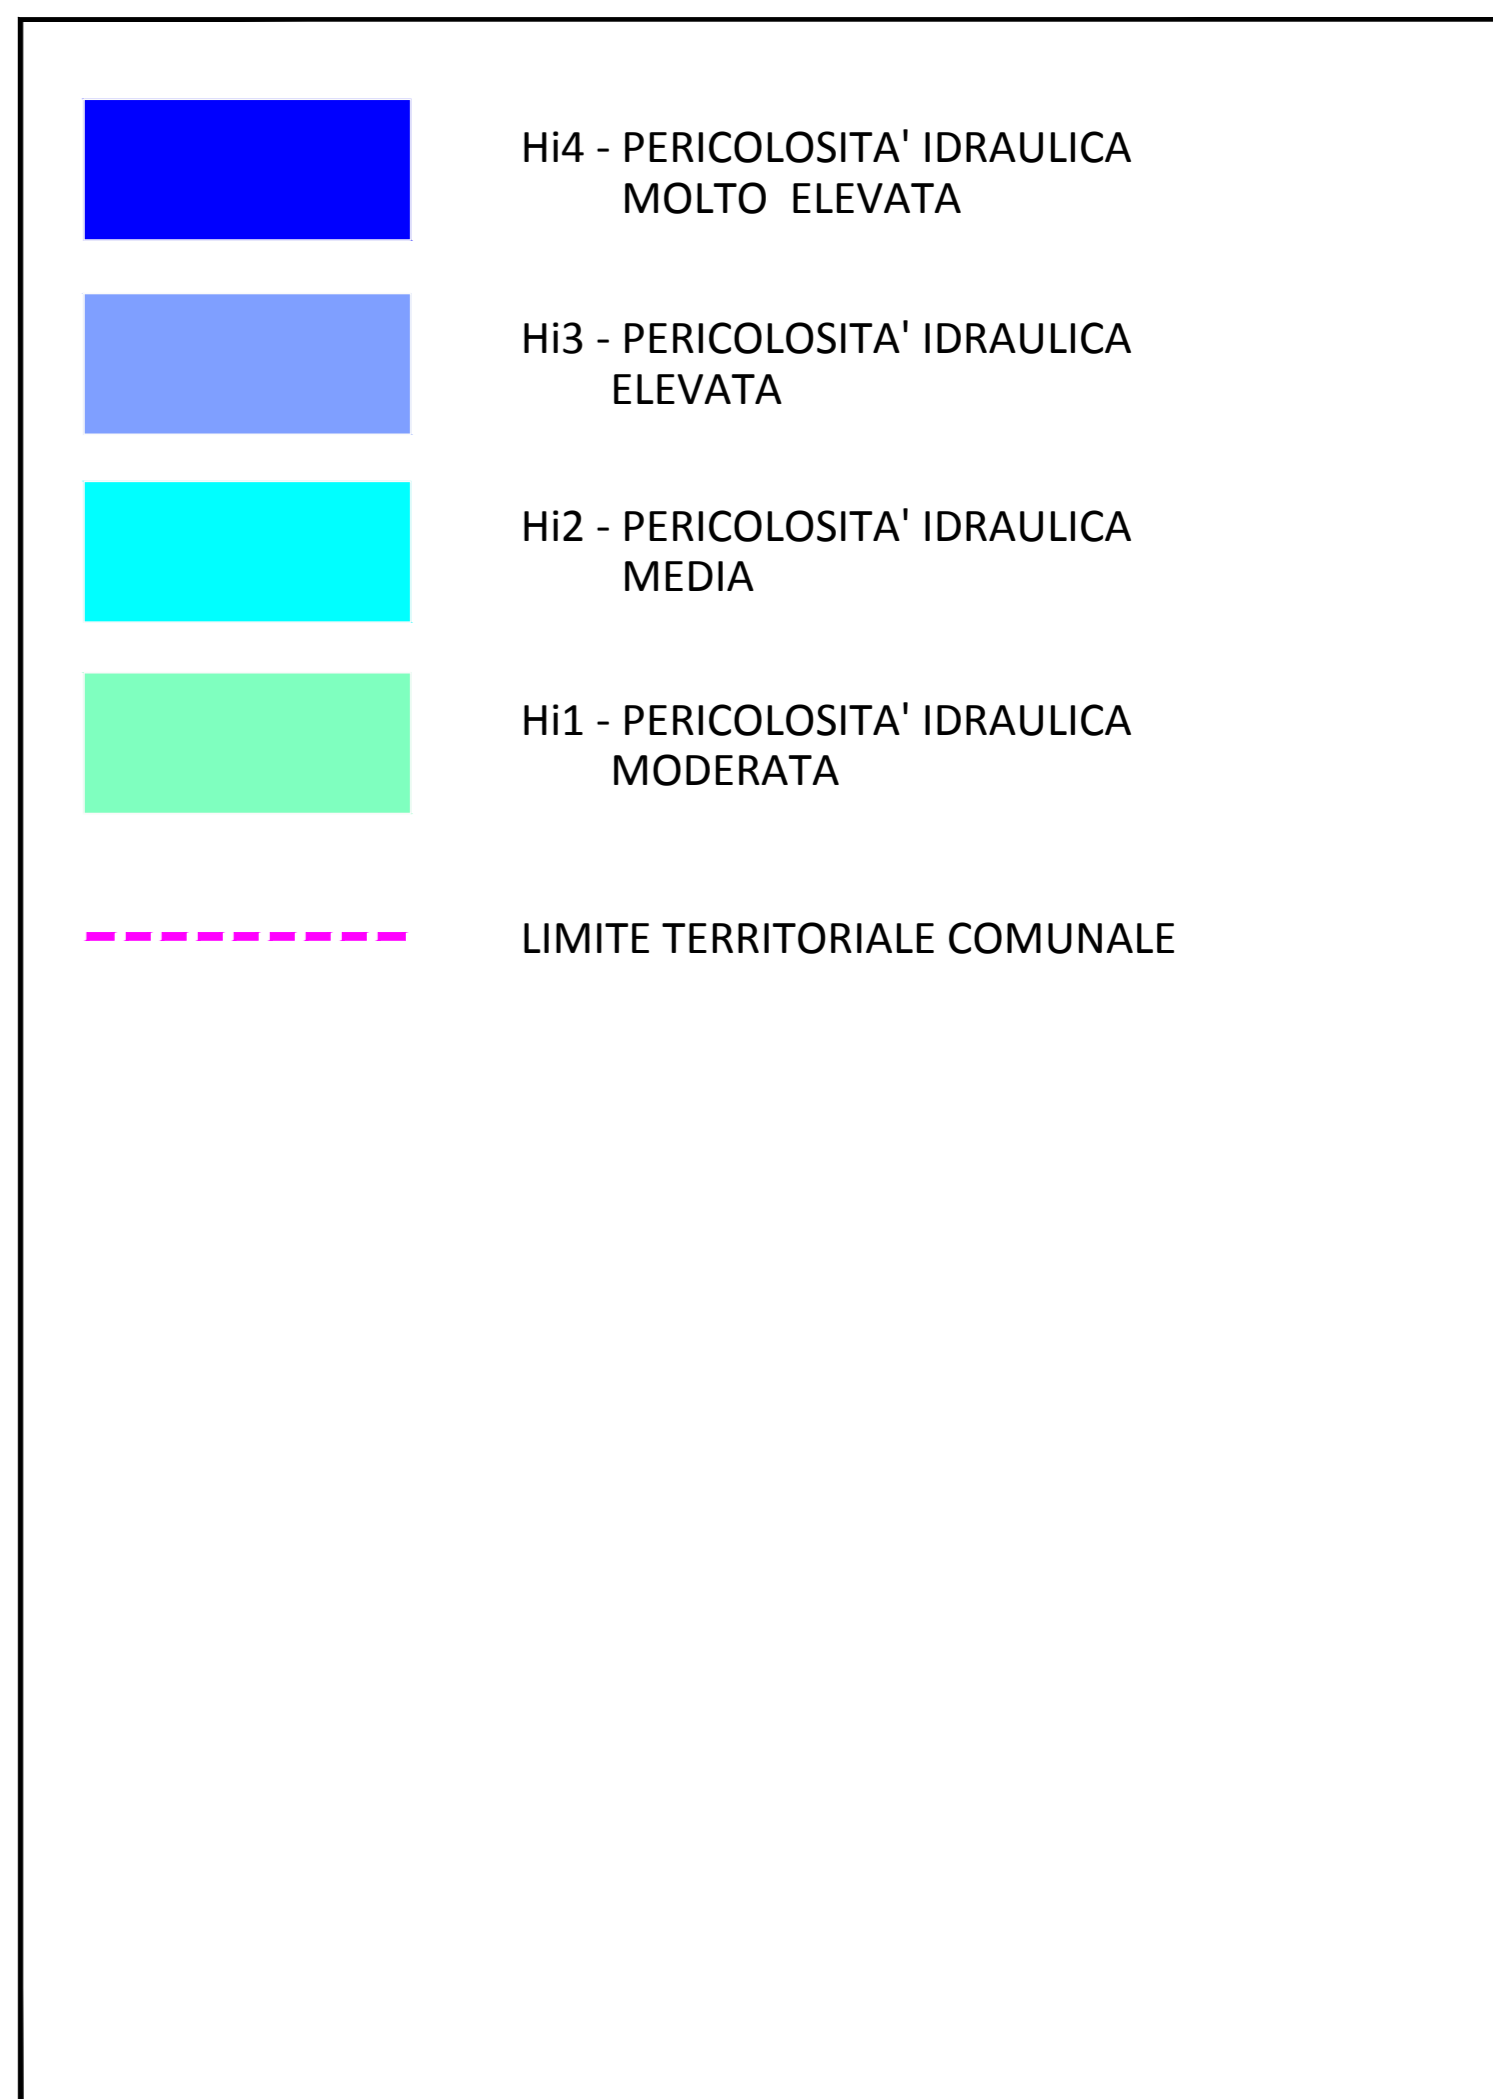 Hi4 - PERICOLOSITA' IDRAULICA
MOLTO ELEVATA
Hi3 - PERICOLOSITA' IDRAULICA
ELEVATA
Hi2 - PERICOLOSITA' IDRAULICA
MEDIA
Hi1 - PERICOLOSITA' IDRAULICA
MODERATA
LIMITE TERRITORIALE COMUNALE